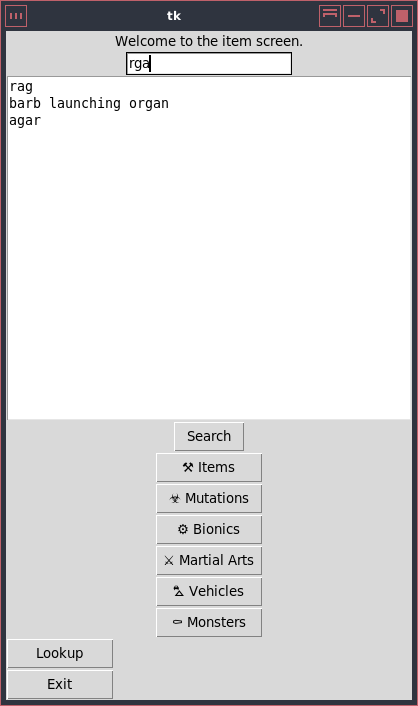 tk
Welcome to the item screen.
rga
rag
barb launching organ
agar
Search
⚒ Items
☣ Mutations
⚙ Bionics
⚔ Martial Arts
⛍ Vehicles
⚰ Monsters
Lookup
Exit